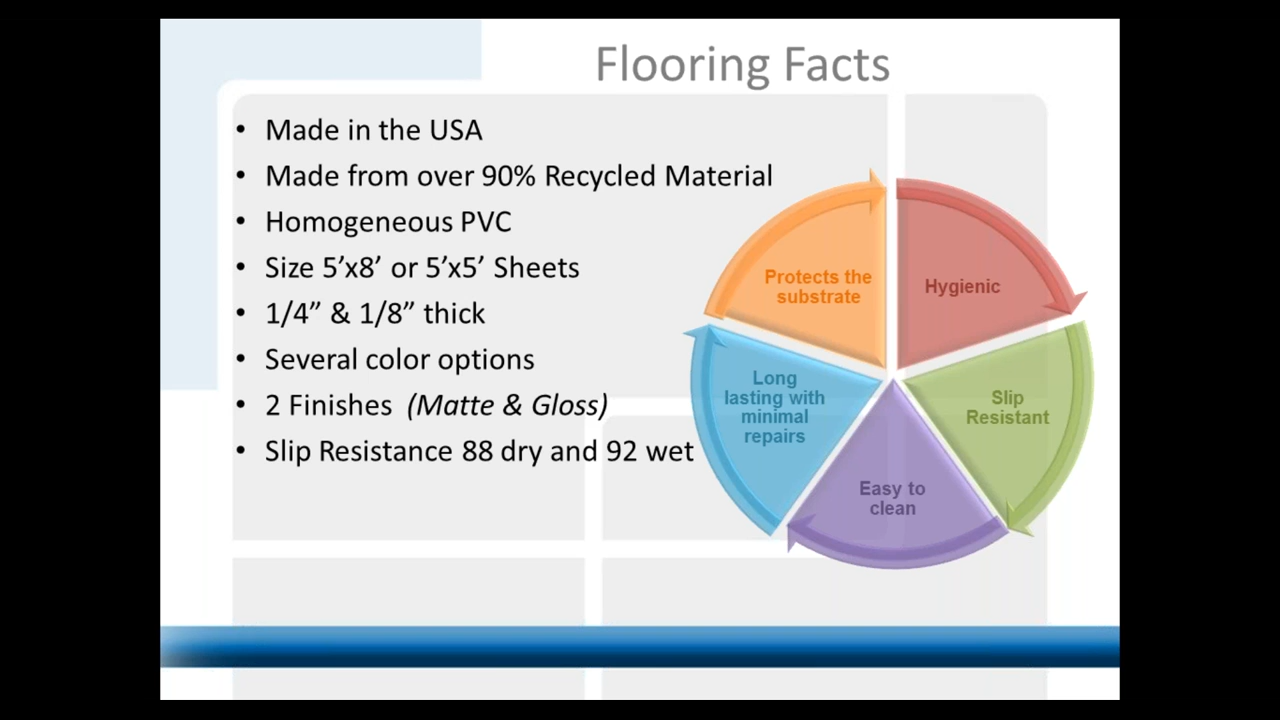 Flooring Facts
• Made in the USA
• Made from over 90% Recycled Material
• Homogeneous PVC
• Size 5’x8’ or 5’x5’ Sheets
• 1/4” & 1/8” thick
• Several color options
• 2 Finishes (Matte & Gloss)
• Slip Resistance 88 dry and 92 wet
Protects the
substrate
Hygienic
Slip
Resistant
Easy to
clean
Long
lasting with
minimal
repairs